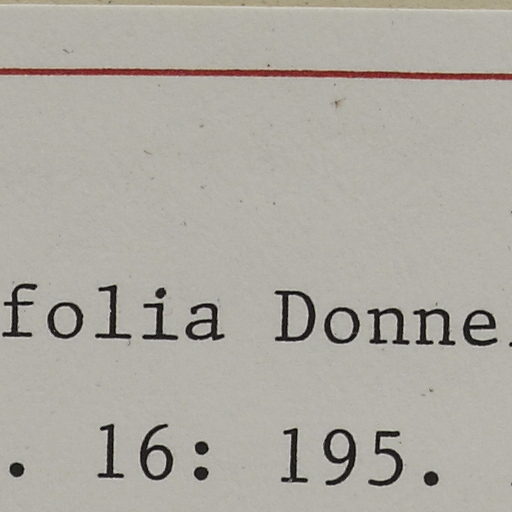 folia Donne
. 16: 195.